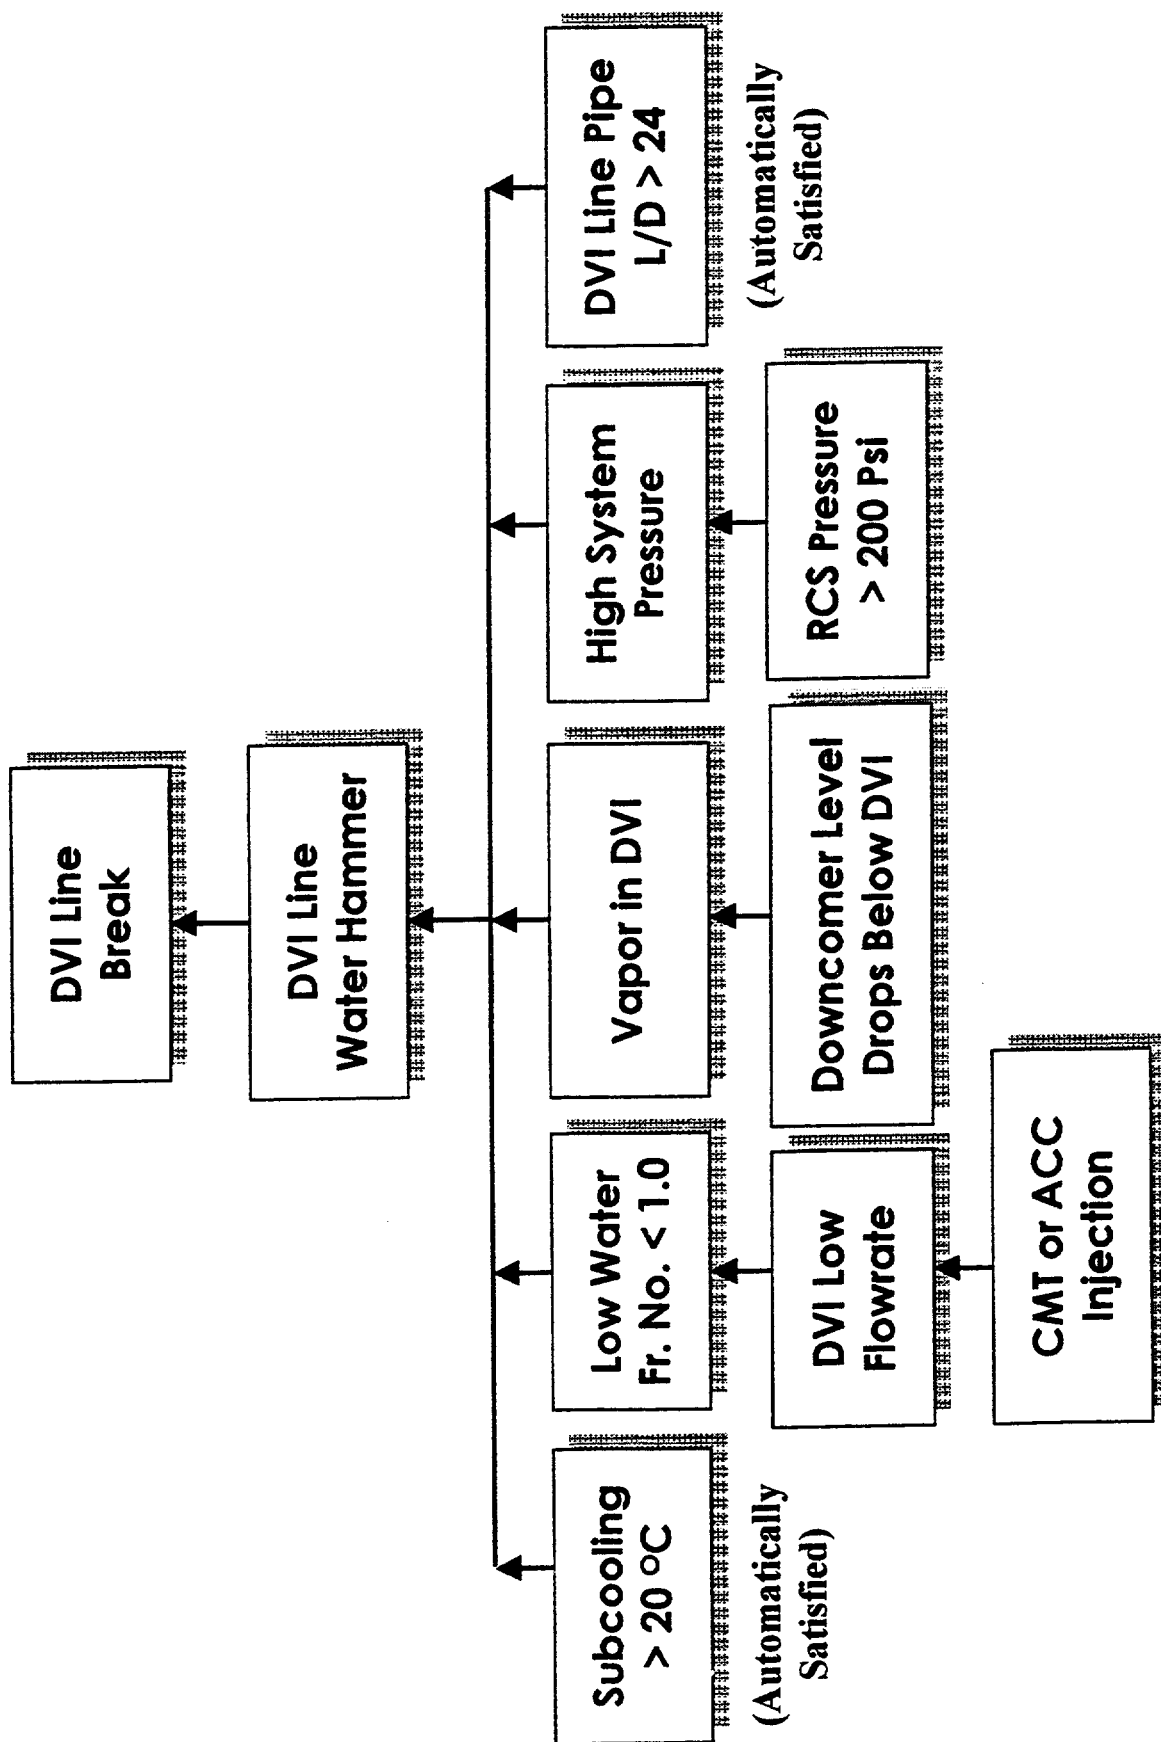 DVI Line
Break
DVI Line
Water Hammer
Subcooling
> 20 °C
(Automatically
Satisfied)
Low Water
Fr. No. < 1.0
Vapor in DVI
High System
Pressure
DVI Line Pipe
L/D > 24
(Automatically
Satisfied)
DVI Low
Flowrate
Downcomer Level
Drops Below DVI
RCS Pressure
> 200 Psi
CMT or ACC
Injection